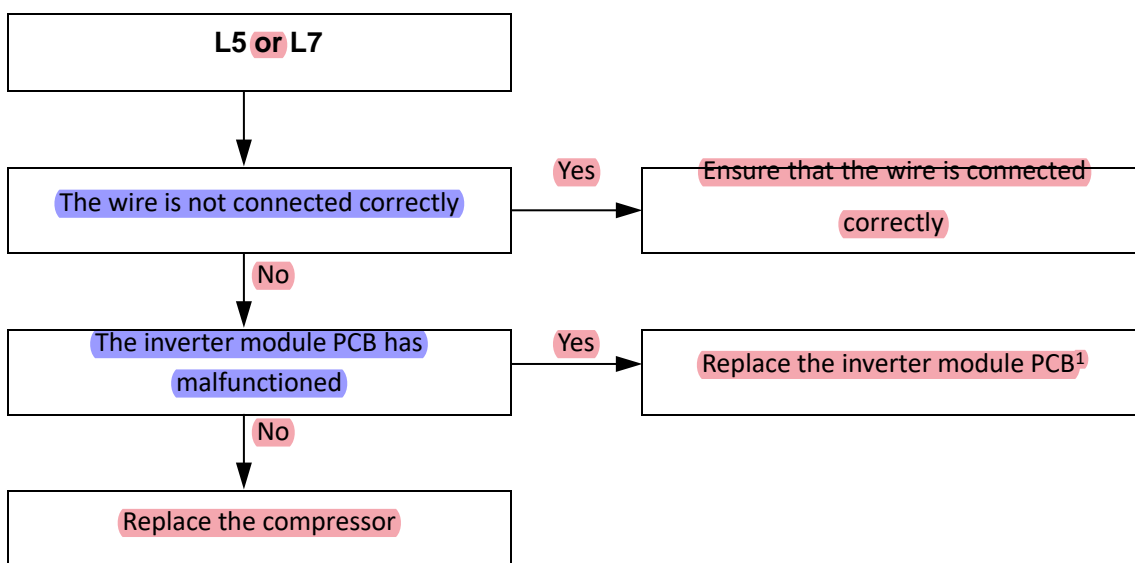 L5 or L7
The wire is not connected correctly
Yes
Ensure that the wire is connected
correctly
No
The inverter module PCB has
malfunctioned
Yes
Replace the inverter module PCB1
No
Replace the compressor